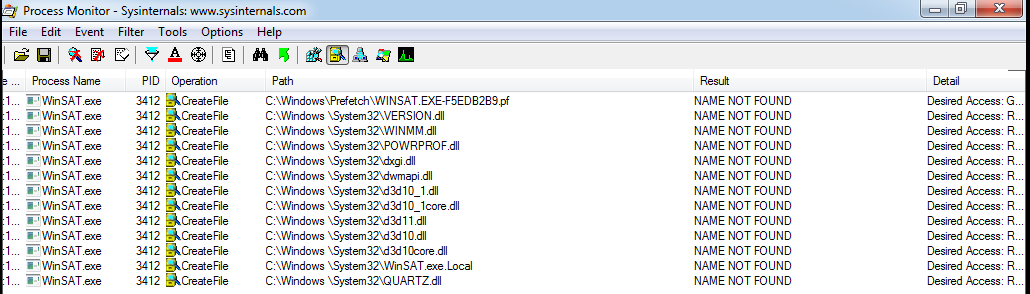 Process Monitor - Sysinternals: www.sysinternals.com
File Edit Event Filter Tools Options Help
e ... Process Name PID Operation Path Result Detail
:1... WinSAT.exe 3412 CreateFile C:\Windows\Prefetch\WINSAT.EXE-F5EDB2B9.pf NAME NOT FOUND Desired Access: G...
:1... WinSAT.exe 3412 CreateFile C:\Windows \System32\VERSION.dll NAME NOT FOUND Desired Access: R...
:1... WinSAT.exe 3412 CreateFile C:\Windows \System32\WINMM.dll NAME NOT FOUND Desired Access: R...
:1... WinSAT.exe 3412 CreateFile C:\Windows \System32\POWRPROF.dll NAME NOT FOUND Desired Access: R...
:1... WinSAT.exe 3412 CreateFile C:\Windows \System32\dxgi.dll NAME NOT FOUND Desired Access: R...
:1... WinSAT.exe 3412 CreateFile C:\Windows \System32\dwmapi.dll NAME NOT FOUND Desired Access: R...
:1... WinSAT.exe 3412 CreateFile C:\Windows \System32\d3d10_1.dll NAME NOT FOUND Desired Access: R...
:1... WinSAT.exe 3412 CreateFile C:\Windows \System32\d3d10_1core.dll NAME NOT FOUND Desired Access: R...
:1... WinSAT.exe 3412 CreateFile C:\Windows \System32\d3d11.dll NAME NOT FOUND Desired Access: R...
:1... WinSAT.exe 3412 CreateFile C:\Windows \System32\d3d10.dll NAME NOT FOUND Desired Access: R...
:1... WinSAT.exe 3412 CreateFile C:\Windows \System32\d3d10core.dll NAME NOT FOUND Desired Access: R...
:1... WinSAT.exe 3412 CreateFile C:\Windows \System32\WinSAT.exe.Local NAME NOT FOUND Desired Access: R...
:1... WinSAT.exe 3412 CreateFile C:\Windows \System32\QUARTZ.dll NAME NOT FOUND Desired Access: R...